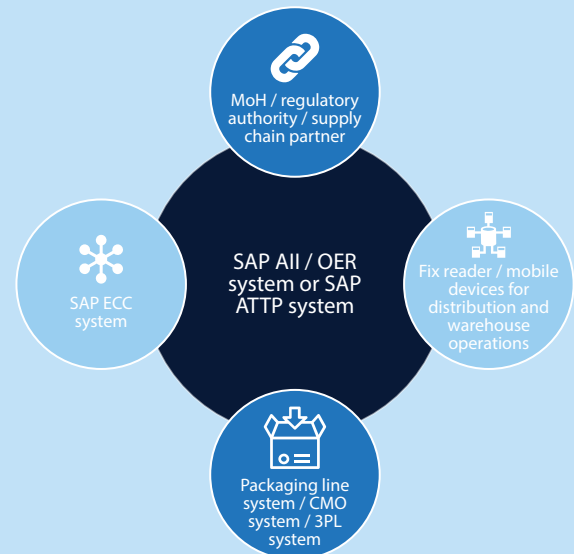 MoH / regulatory
authority / supply
chain partner
SAP All / OER
system or SAP
ATTP system
SAP ECC
system
Fix reader / mobile
devices for
distribution and
warehouse
operations
Packaging line
system / CMO
system / 3PL
system